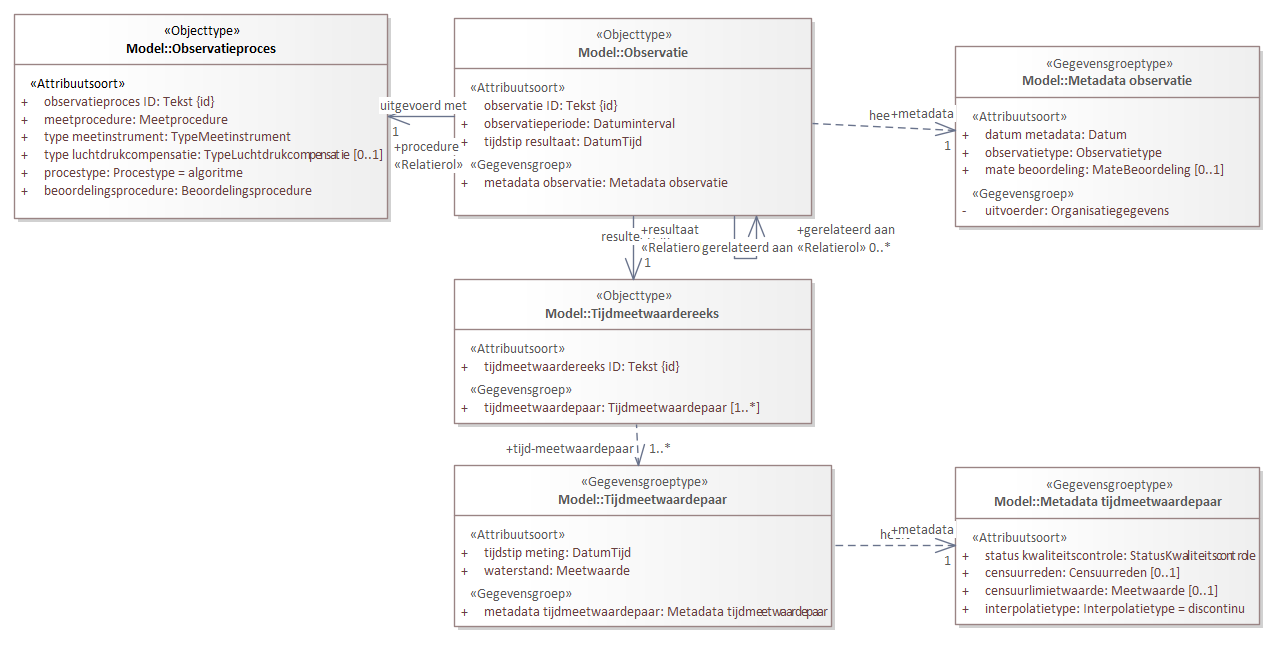 «Objecttype»
Model::Observatieproces
«Attribuutsoort»
+ observatieproces ID: Tekst {id}
+ meetprocedure: Meetprocedure
+ type meetinstrument: TypeMeetinstrument
+ type luchtdrukcompensatie: TypeLuchtdrukcompensatie [0..1]
+ procestype: Procestype = algoritme
+ beoordelingsprocedure: Beoordelingsprocedure
uitgevoerd met
1
+procedure
«Relatierol»
«Objecttype»
Model::Observatie
«Attribuutsoort»
+ observatie ID: Tekst {id}
+ observatieperiode: Datuminterval
+ tijdstip resultaat: DatumTijd
«Gegevensgroep»
+ metadata observatie: Metadata observatie
+metadata
1
«Gegevensgroeptype»
Model::Metadata observatie
«Attribuutsoort»
+ datum metadata: Datum
+ observatietype: Observatietype
+ mate beoordeling: MateBeoordeling [0..1]
«Gegevensgroep»
- uitvoerder: Organisatiegegevens
+resultaat
«Relatiero
1
gerelateerd aan
+gerelateerd aan
«Relatierol» 0..*
«Objecttype»
Model::Tijdmeetwaardereeks
«Attribuutsoort»
+ tijdmeetwaardereeks ID: Tekst {id}
«Gegevensgroep»
+ tijdmeetwaardepaar: Tijdmeetwaardepaar [1..*]
+tijd-meetwaardepaar
1..*
«Gegevensgroeptype»
Model::Tijdmeetwaardepaar
«Attribuutsoort»
+ tijdstip meting: DatumTijd
+ waterstand: Meetwaarde
«Gegevensgroep»
+ metadata tijdmeetwaardepaar: Metadata tijdmeetwaardepaar
+metadata
1
«Gegevensgroeptype»
Model::Metadata tijdmeetwaardepaar
«Attribuutsoort»
+ status kwaliteitscontrole: StatusKwaliteitscontrole
+ censuurreden: Censuurreden [0..1]
+ censuurlimietwaarde: Meetwaarde [0..1]
+ interpolatietype: Interpolatietype = discontinu